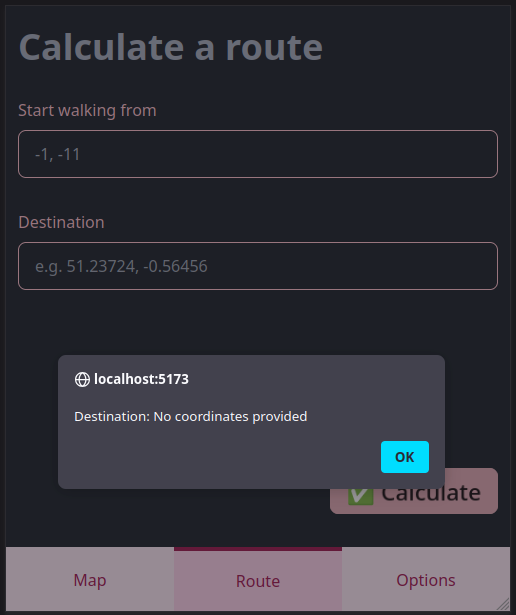 Calculate a route
Start walking from
-1, -11
Destination
e.g. 51.23724, -0.56456
localhost:5173
Destination: No coordinates provided
OK
✅ Calculate
Map
Route
Options